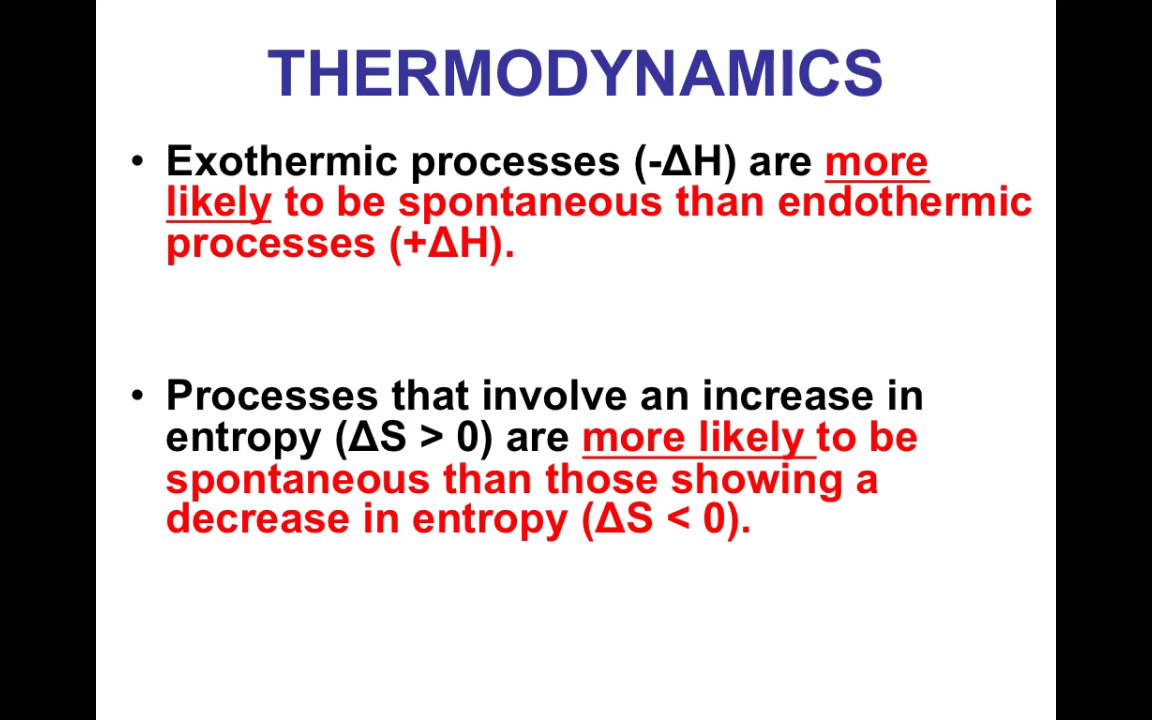 THERMODYNAMICS
• Exothermic processes (-ΔH) are more
likely to be spontaneous than endothermic
processes (+ΔH).
• Processes that involve an increase in
entropy (ΔS > 0) are more likely to be
spontaneous than those showing a
decrease in entropy (ΔS < 0).